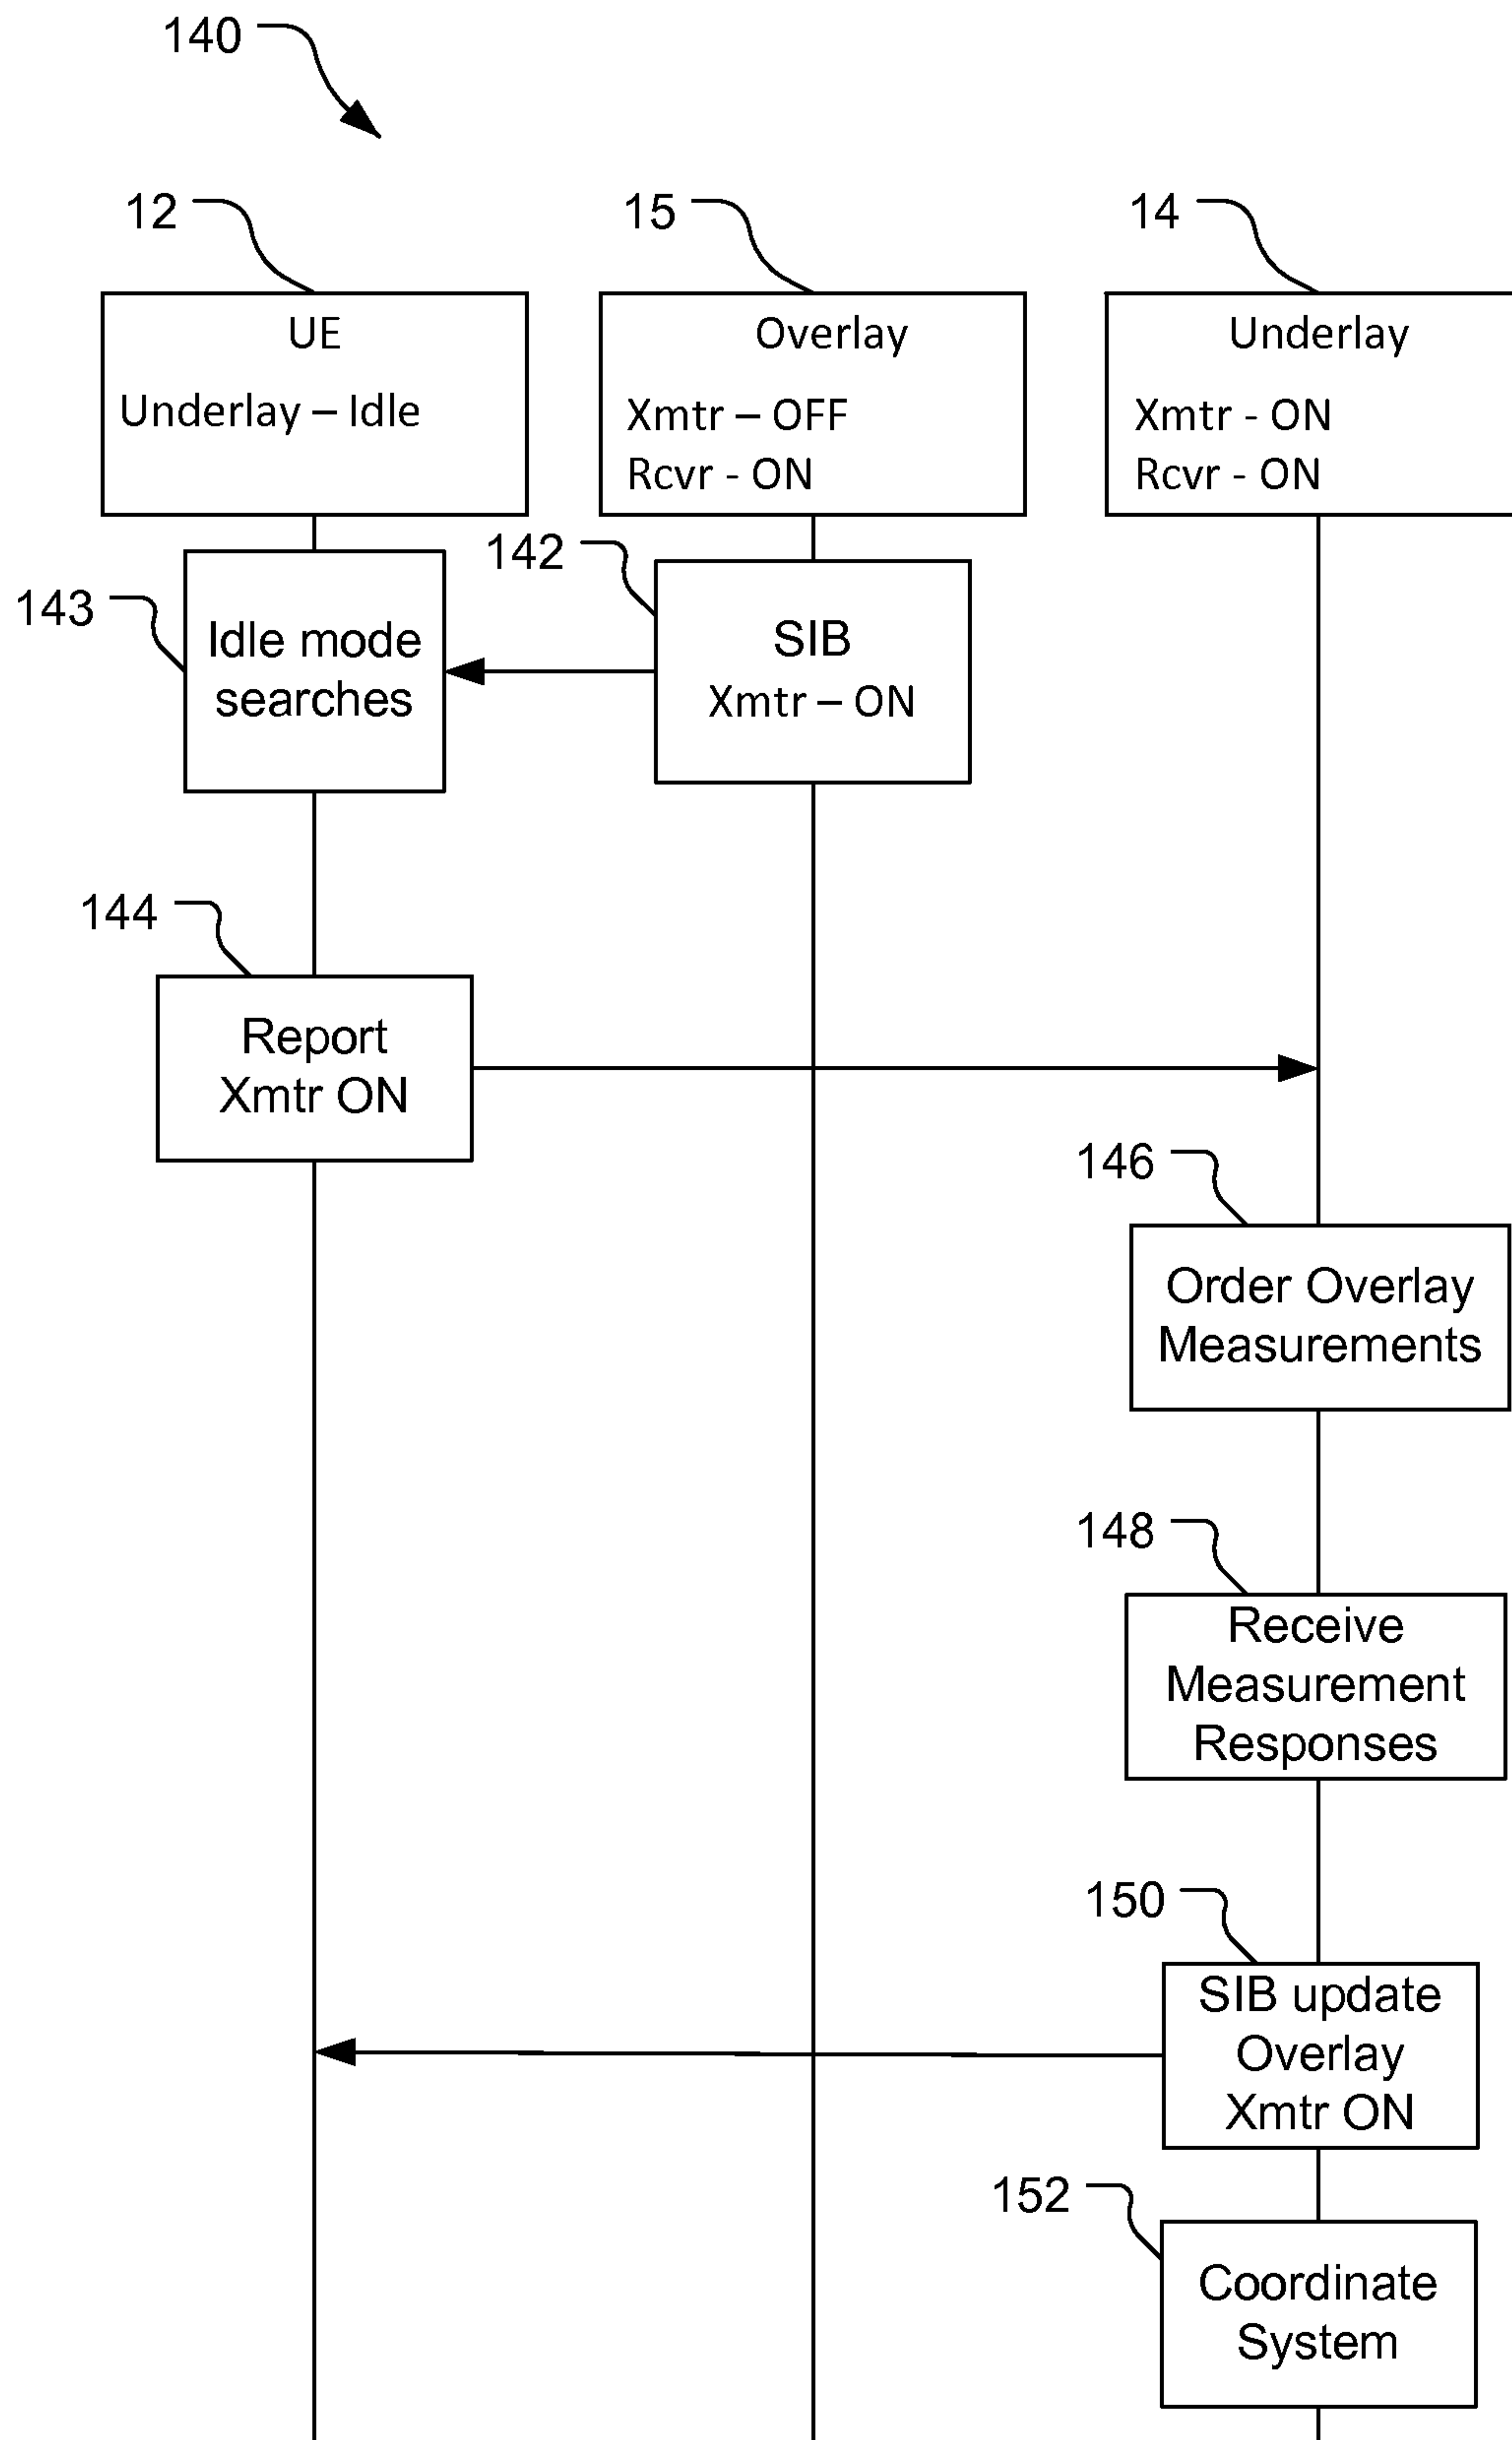 140
12
15
14
UE
Underlay – Idle
Overlay
Xmtr – OFF
Rcvr - ON
Underlay
Xmtr - ON
Rcvr - ON
142
143
Idle mode
searches
SIB
Xmtr – ON
144
Report
Xmtr ON
146
Order Overlay
Measurements
148
Receive
Measurement
Responses
150
SIB update
Overlay
Xmtr ON
152
Coordinate
System